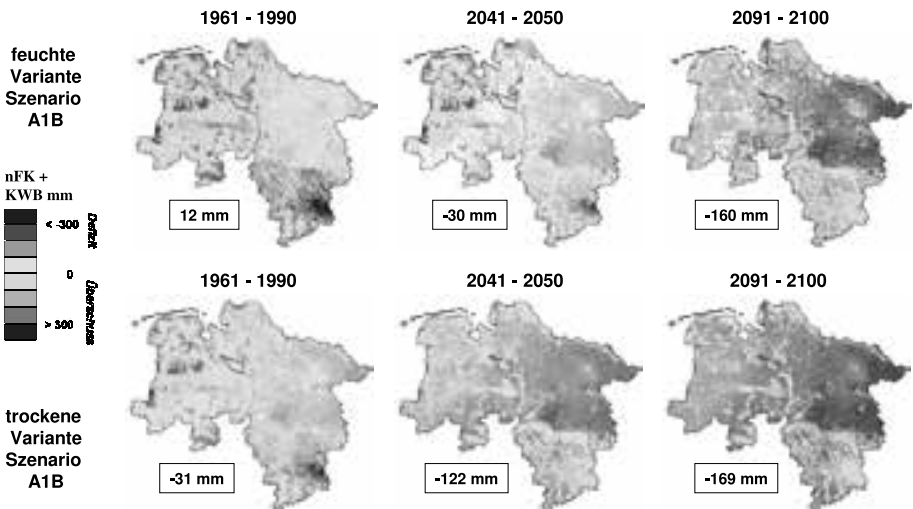 1961 - 1990
2041 - 2050
2091 - 2100
feuchte
Variante
Szenario
A1B
12 mm
-30 mm
-160 mm
nFK +
KWB mm
< -300
0
> 300
Defizit
Überschuss
1961 - 1990
2041 - 2050
2091 - 2100
trockene
Variante
Szenario
A1B
-31 mm
-122 mm
-169 mm